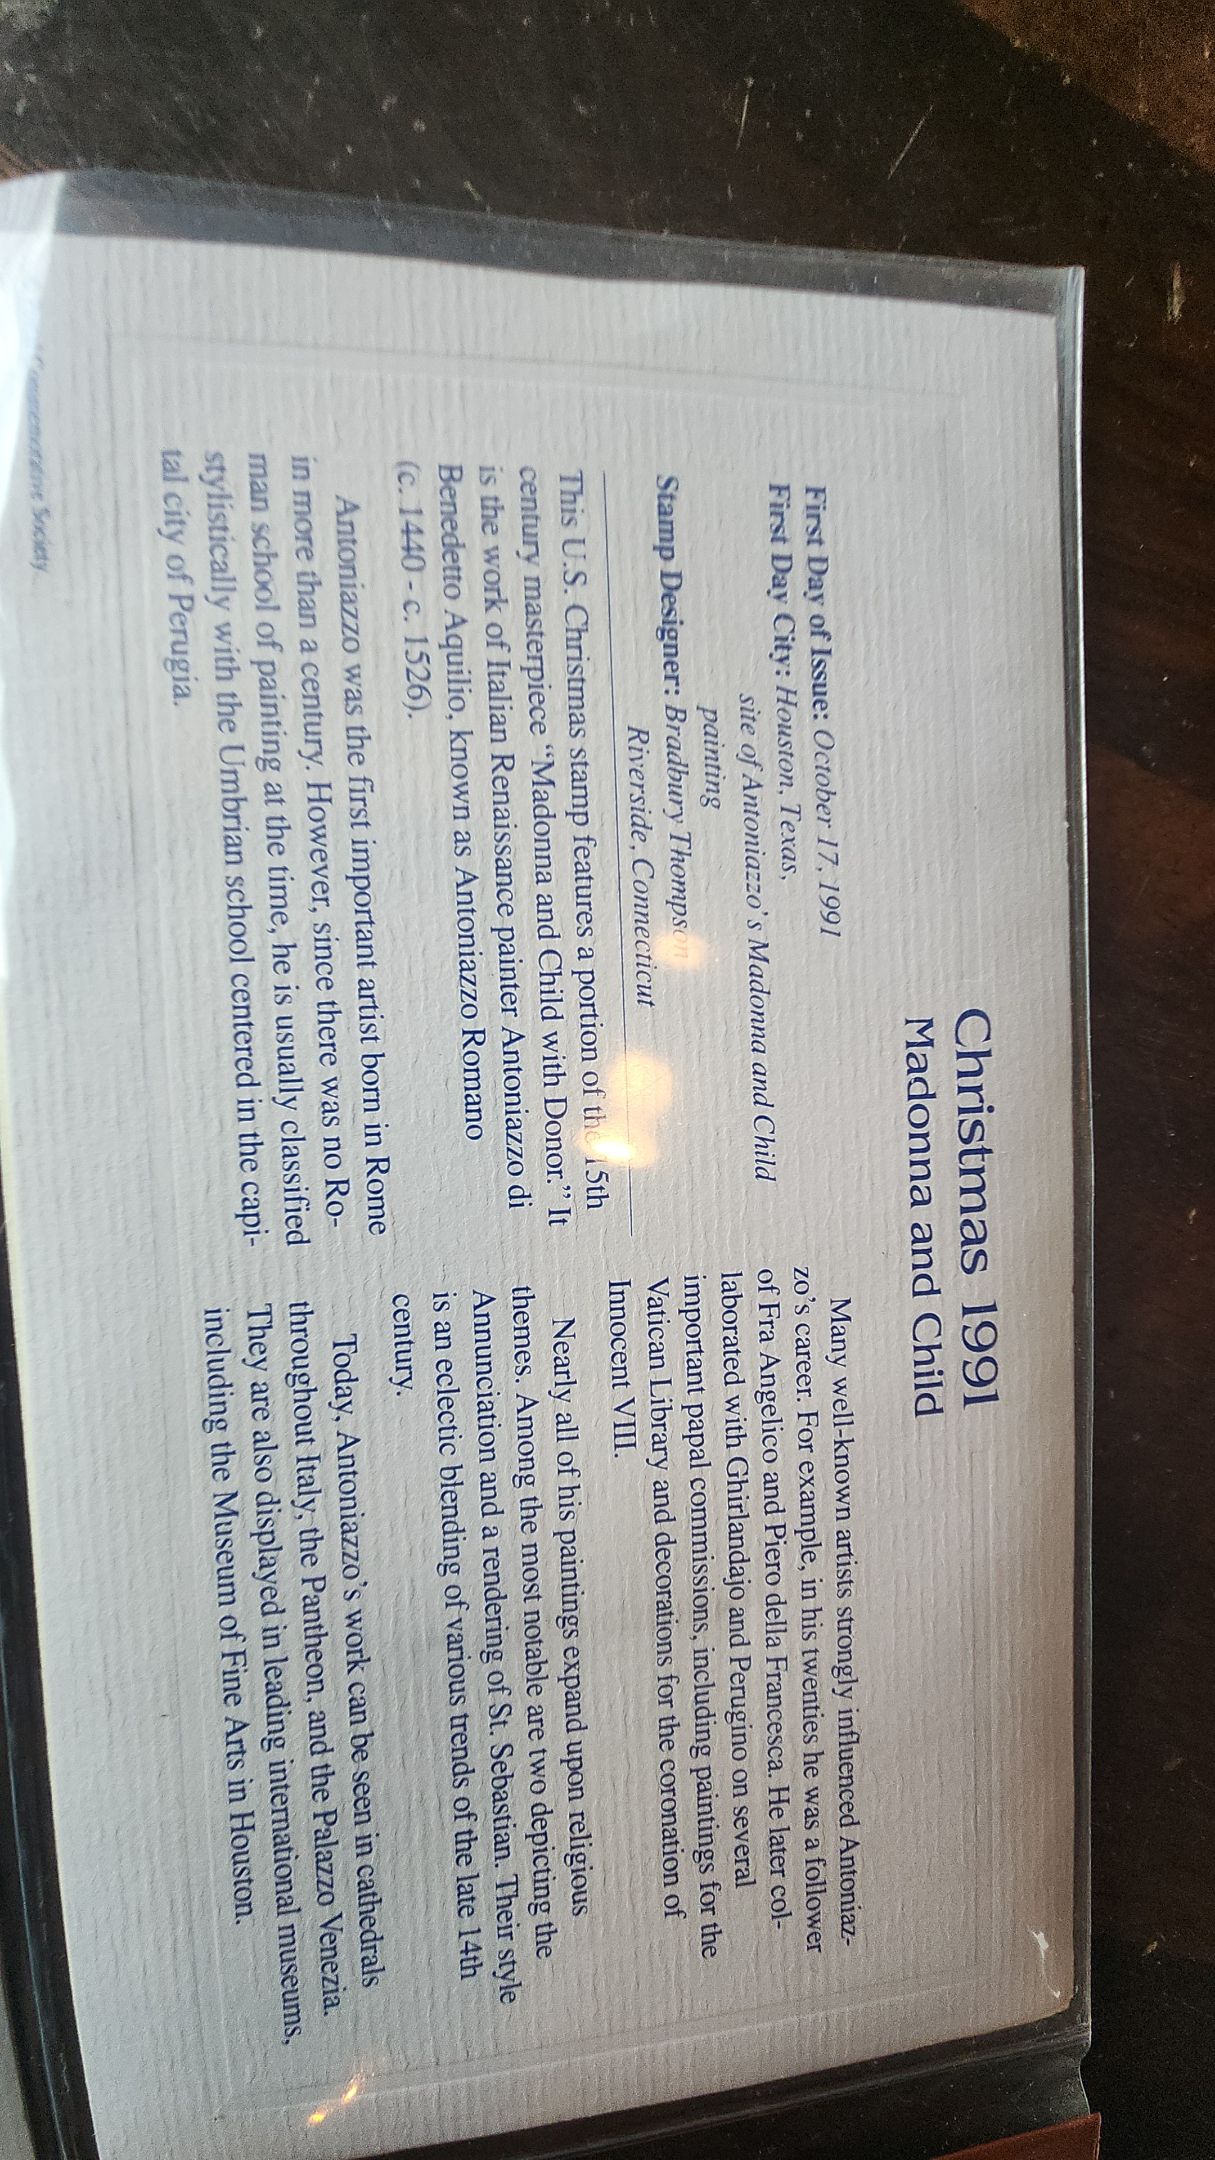 Christmas 1991
Madonna and Child
First Day of Issue: October 17, 1991
First Day City: Houston, Texas,
site of Antoniazzo's Madonna and Child
painting
Stamp Designer: Bradbury Thompson
Riverside, Connecticut
This U.S. Christmas stamp features a portion of the 15th
century masterpiece “Madonna and Child with Donor.” It
is the work of Italian Renaissance painter Antoniazzo di
Benedetto Aquilio, known as Antoniazzo Romano
(c. 1440 - c. 1526).
Antoniazzo was the first important artist born in Rome
in more than a century. However, since there was no Ro-
man school of painting at the time, he is usually classified
stylistically with the Umbrian school centered in the capi-
tal city of Perugia.
Many well-known artists strongly influenced Antoniaz-
zo's career. For example, in his twenties he was a follower
of Fra Angelico and Piero della Francesca. He later col-
laborated with Ghirlandajo and Perugino on several
important papal commissions, including paintings for the
Vatican Library and decorations for the coronation of
Innocent VIII.
Nearly all of his paintings expand upon religious
themes. Among the most notable are two depicting the
Annunciation and a rendering of St. Sebastian. Their style
is an eclectic blending of various trends of the late 14th
century.
Today, Antoniazzo's work can be seen in cathedrals
throughout Italy, the Pantheon, and the Palazzo Venezia.
They are also displayed in leading international museums,
including the Museum of Fine Arts in Houston.
Commemorative Society